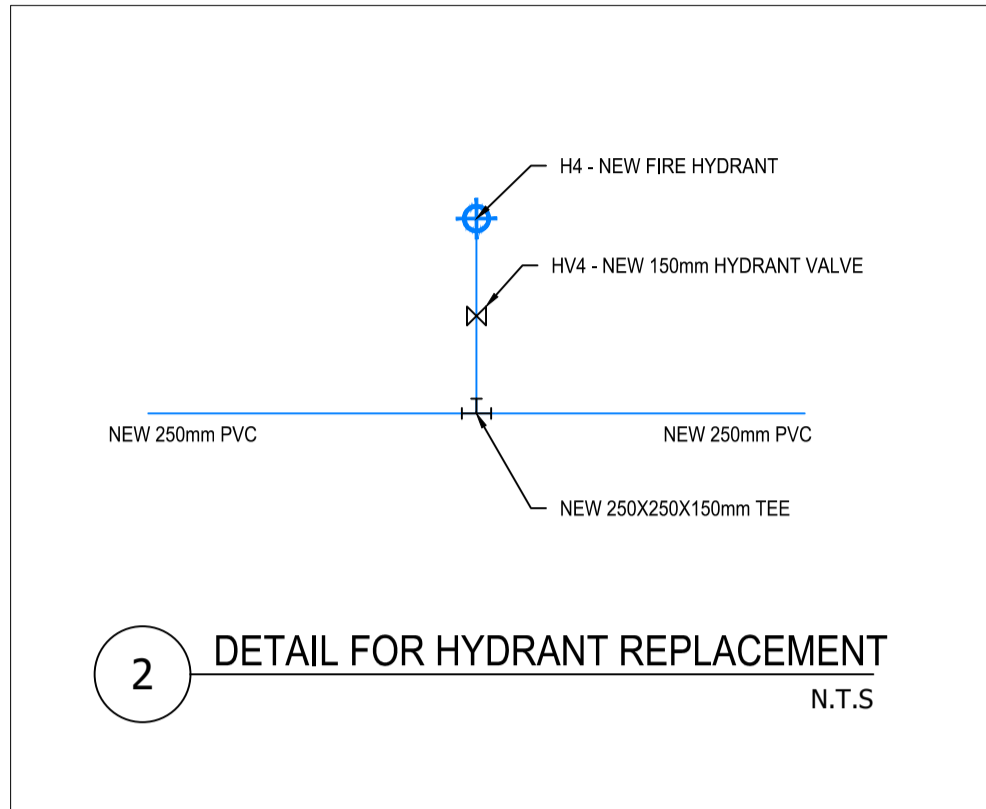 H4 - NEW FIRE HYDRANT
HV4 - NEW 150mm HYDRANT VALVE
NEW 250mm PVC
NEW 250mm PVC
NEW 250X250X150mm TEE
2
DETAIL FOR HYDRANT REPLACEMENT
N.T.S